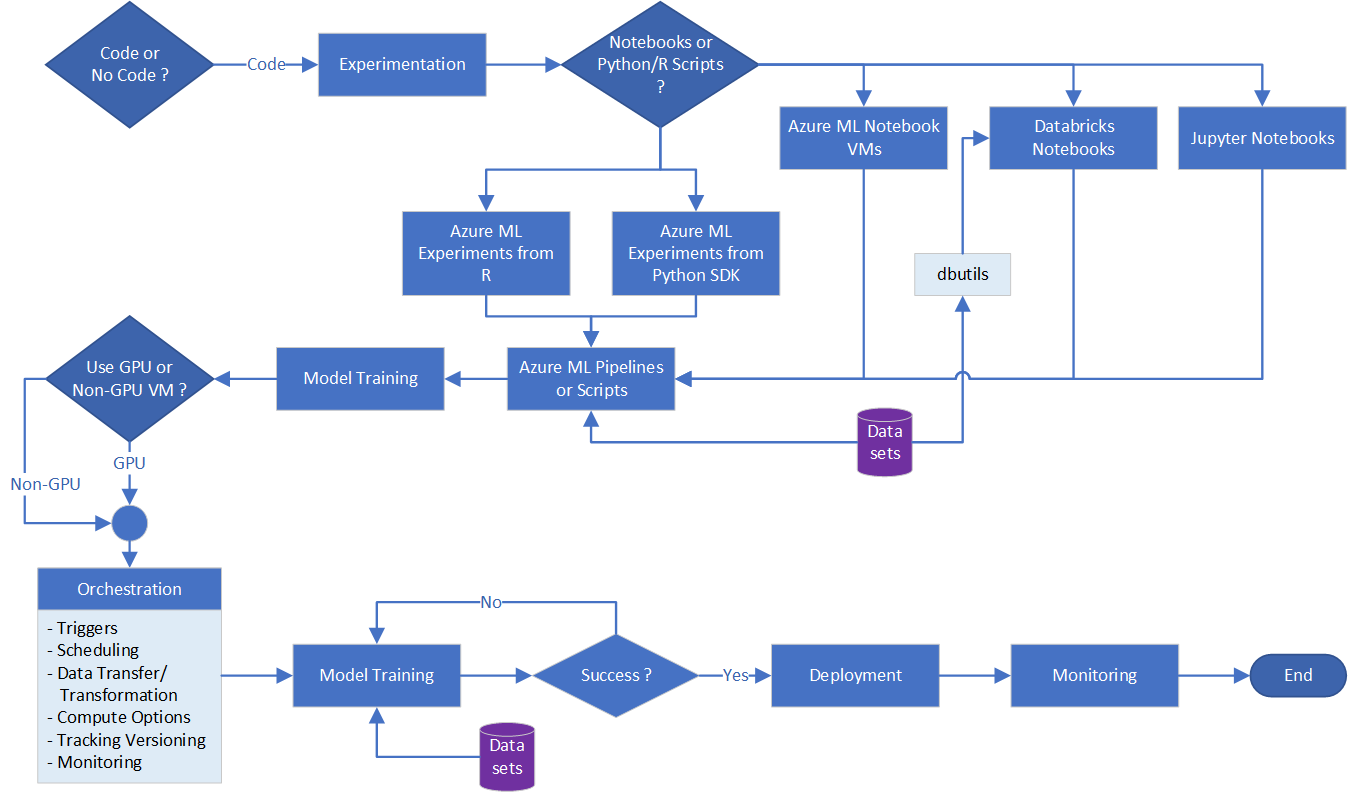 Code or
No Code ?
Code
Experimentation
Notebooks or
Python/R Scripts
?
Azure ML Notebook
VMs
Databricks
Notebooks
Jupyter Notebooks
Azure ML
Experiments from
R
Azure ML
Experiments from
Python SDK
dbutils
Use GPU or
Non-GPU VM ?
Model Training
Azure ML Pipelines
or Scripts
Data
sets
GPU
Non-GPU
Orchestration
- Triggers
- Scheduling
- Data Transfer/
Transformation
- Compute Options
- Tracking Versioning
- Monitoring
No
Model Training
Success ?
Yes
Deployment
Monitoring
End
Data
sets